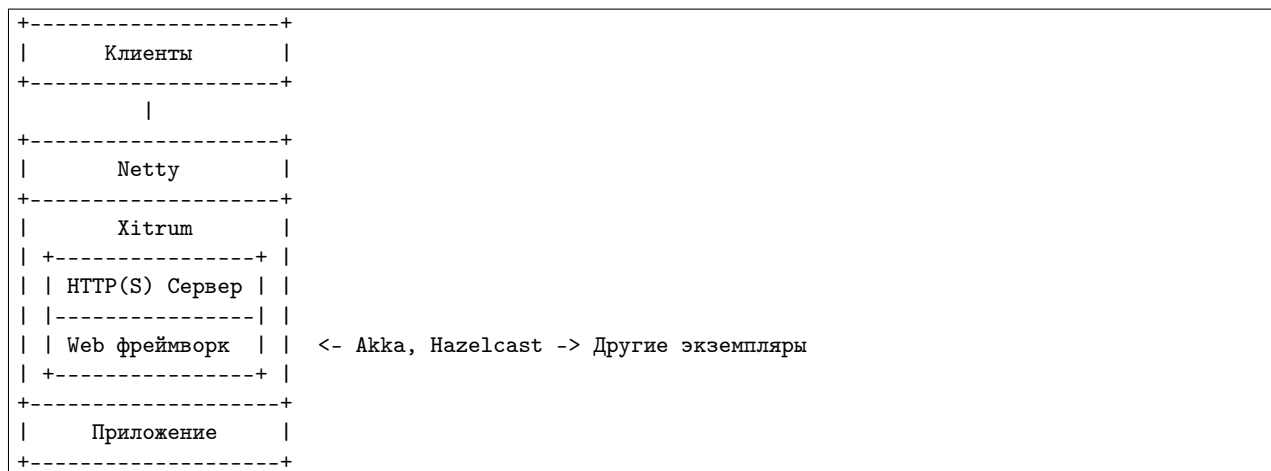 +--------------------+
|       Клиенты       |
+--------------------+
          |
+--------------------+
|        Netty        |
+--------------------+
|        Xitrum       |
| +----------------+ |
| | HTTP(S) Сервер | |
| |----------------| |
| | Web фреймворк  | |  <- Akka, Hazelcast -> Другие экземпляры
| +----------------+ |
+--------------------+
|      Приложение     |
+--------------------+